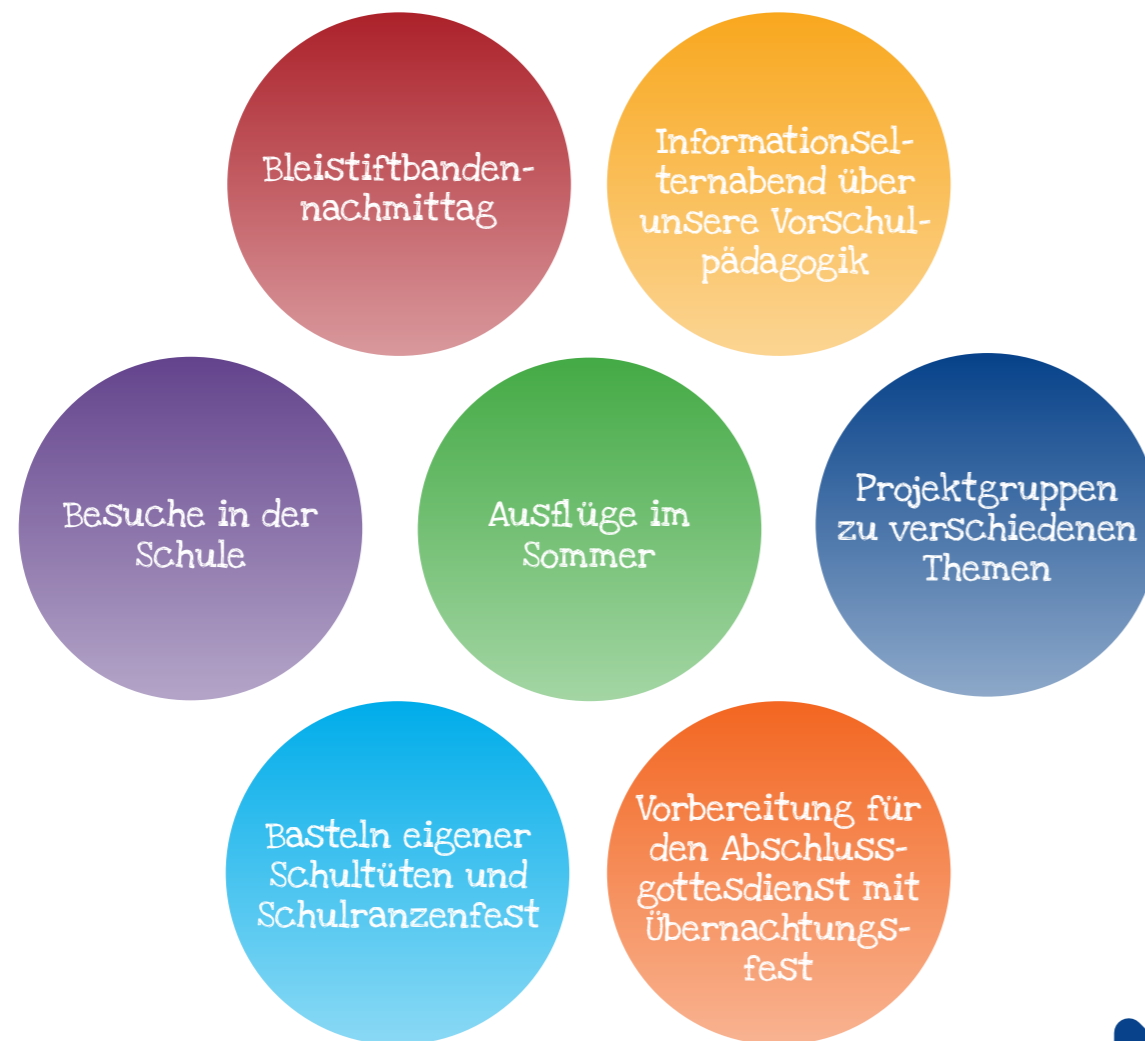 Bleistiftbanden-
nachmittag
Informationsel-
ternabend über
unsere Vorschul-
pädagogik
Besuche in der
Schule
Ausflüge im
Sommer
Projektgruppen
zu verschiedenen
Themen
Basteln eigener
Schultüten und
Schulranzenfest
Vorbereitung für
den Abschluss-
gottesdienst mit
Übernachtungs-
fest